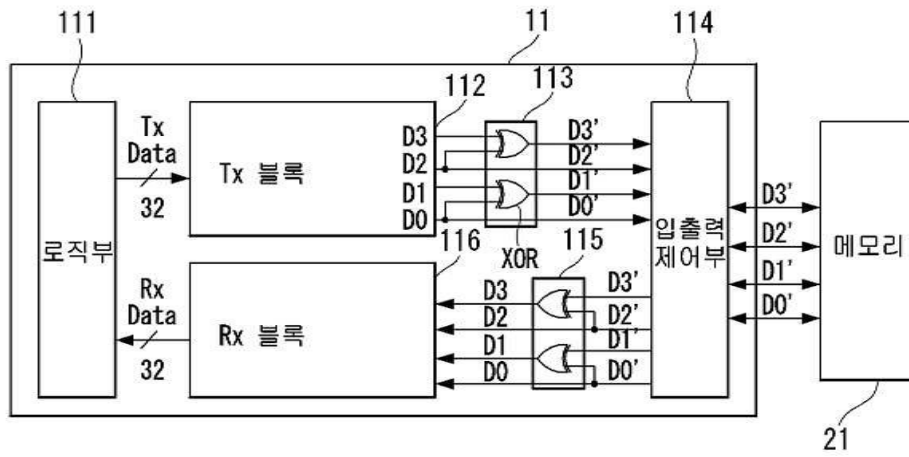 111
11
114
112
113
Tx
Data
32
Tx 블록
D3
D2
D1
D0
D3'
D2'
D1'
D0'
XOR
로직부
입출력
제어부
D3'
D2'
D1'
D0'
메모리
116
115
Rx
Data
32
Rx 블록
D3
D2
D1
D0
D3'
D2'
D1'
D0'
21